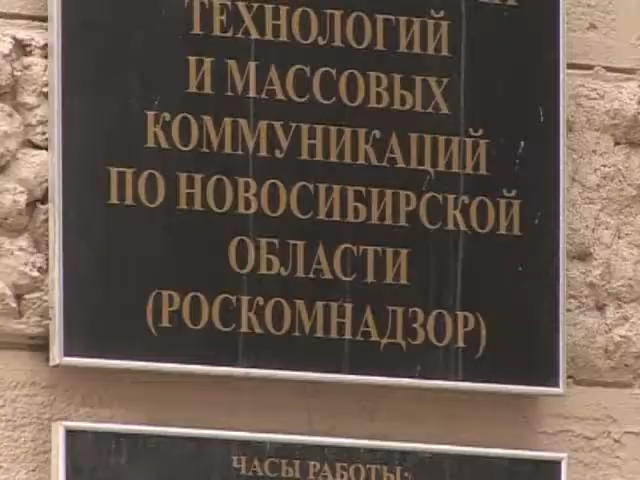 ТЕХНОЛОГИЙ
И МАССОВЫХ
КОММУНИКАЦИЙ
ПО НОВОСИБИРСКОЙ
ОБЛАСТИ
(РОСКОМНАДЗОР)
ЧАСЫ РАБОТЫ: